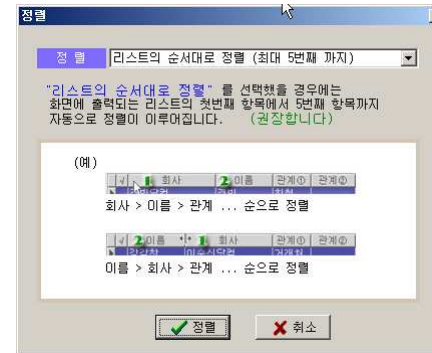 정렬
정 렬 리스트의 순서대로 정렬 (최대 5번째 까지)
"리스트의 순서대로 정렬" 를 선택했을 경우에는
화면에 출력되는 리스트의 첫번째 항목에서 5번째 항목까지
자동으로 정렬이 이루어집니다. (권장합니다)
(예)
√ 1 회사 2 이름 관계① 관계②
회사 > 이름 > 관계 ... 순으로 정렬
√ 2 이름 1 회사 관계① 관계②
이름 > 회사 > 관계 ... 순으로 정렬
정렬 취소